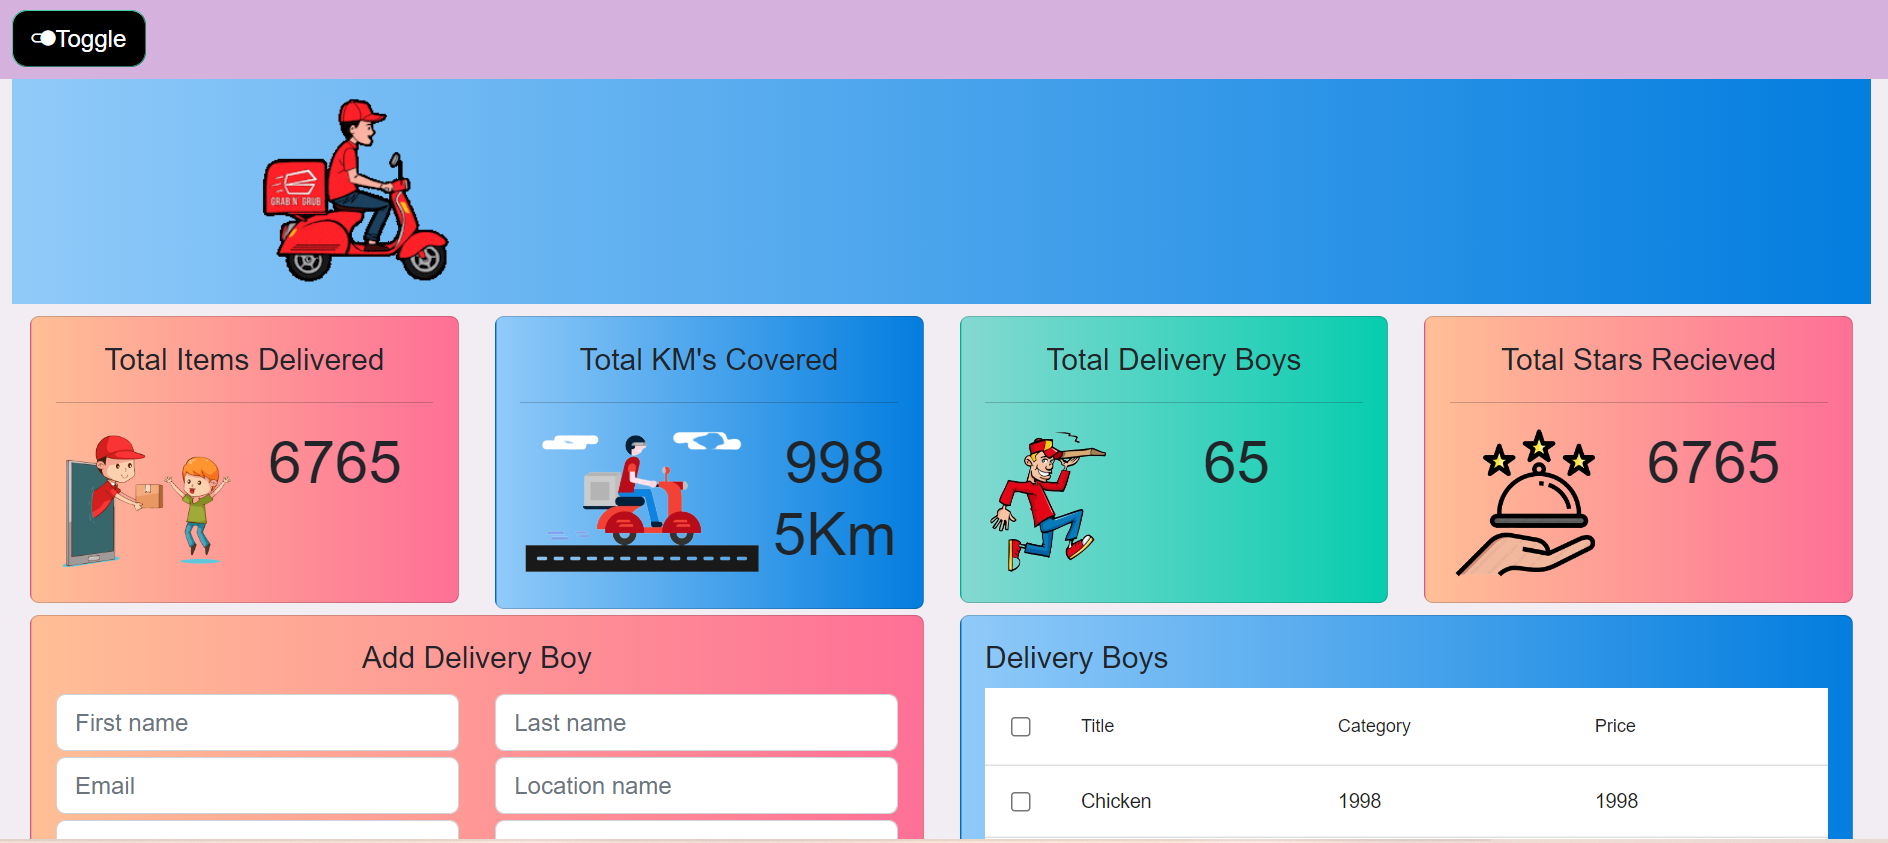 Toggle
GRAB N' GRUB
Total Items Delivered
6765
Total KM's Covered
998
5Km
Total Delivery Boys
65
Total Stars Recieved
6765
Add Delivery Boy
First name
Last name
Email
Location name
Delivery Boys
Title Category Price
Chicken 1998 1998